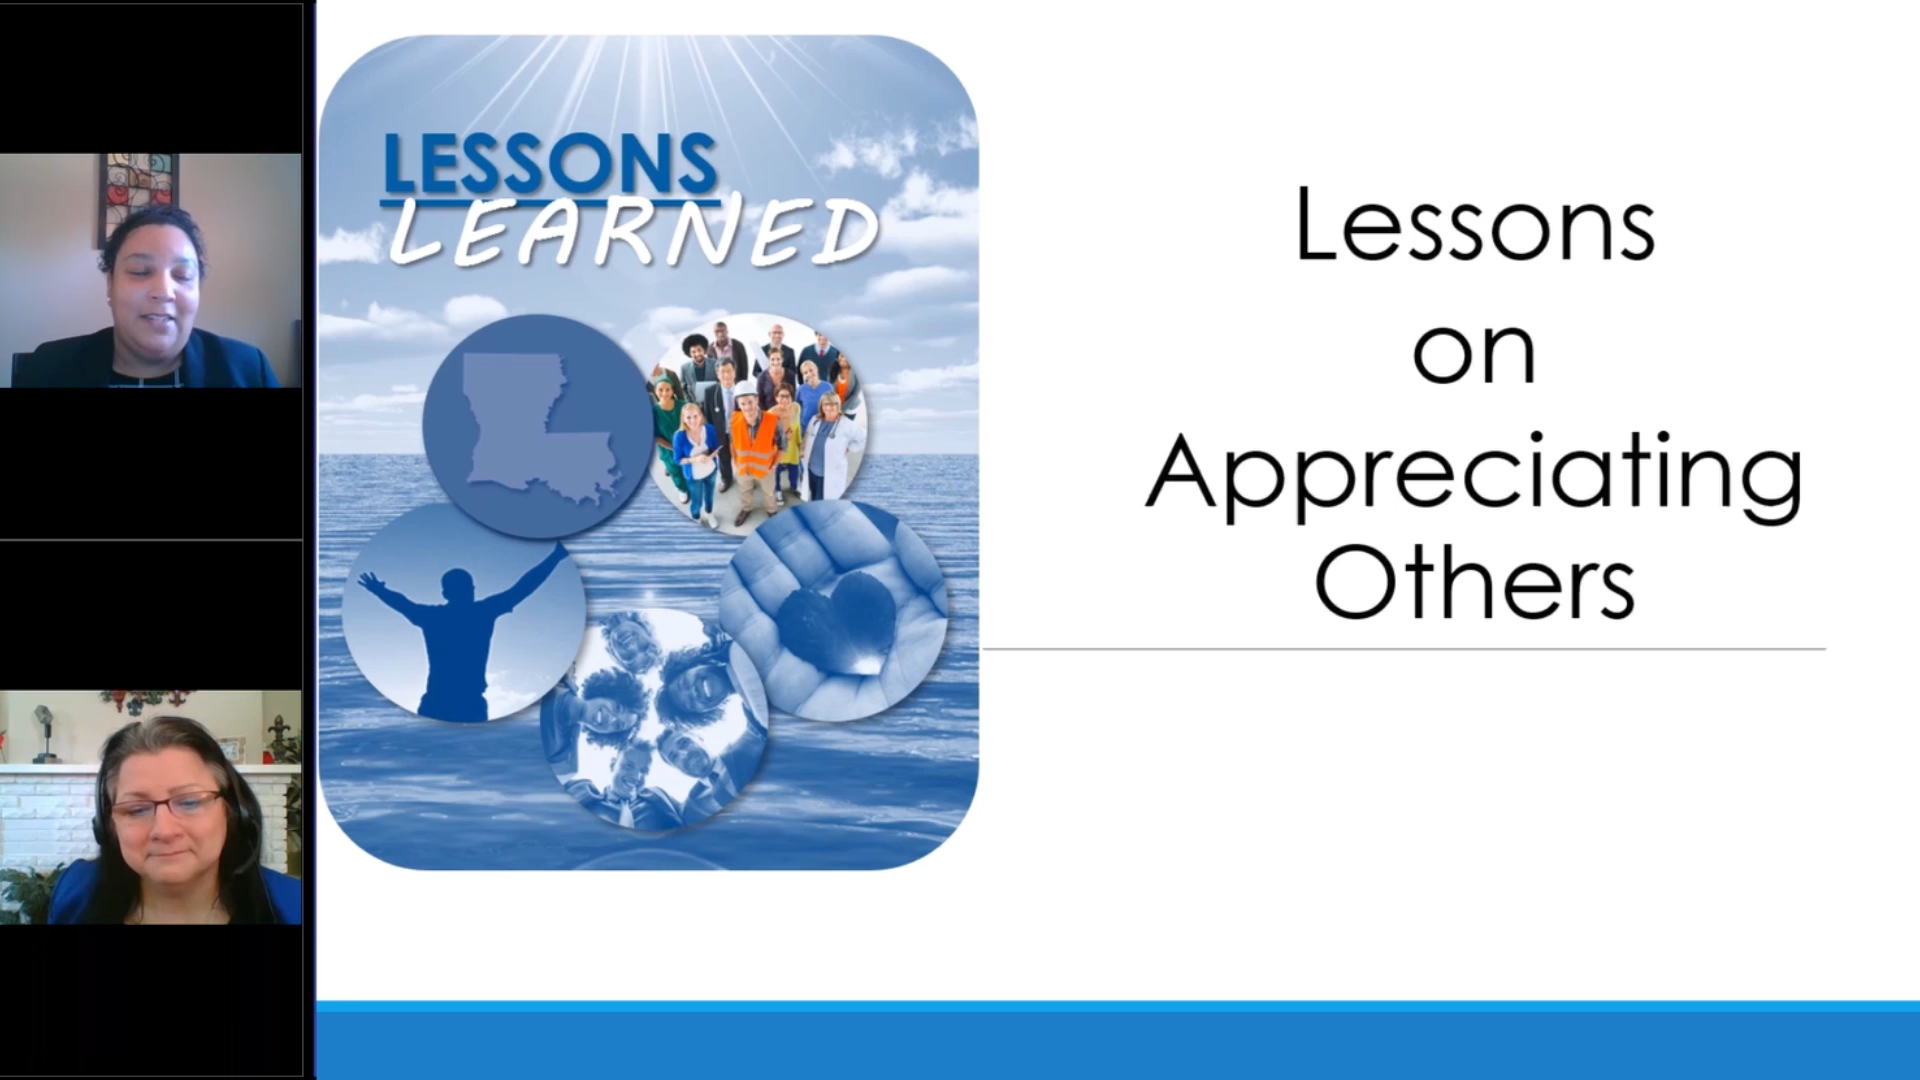 LESSONS
LEARNED
Lessons
on
Appreciating
Others